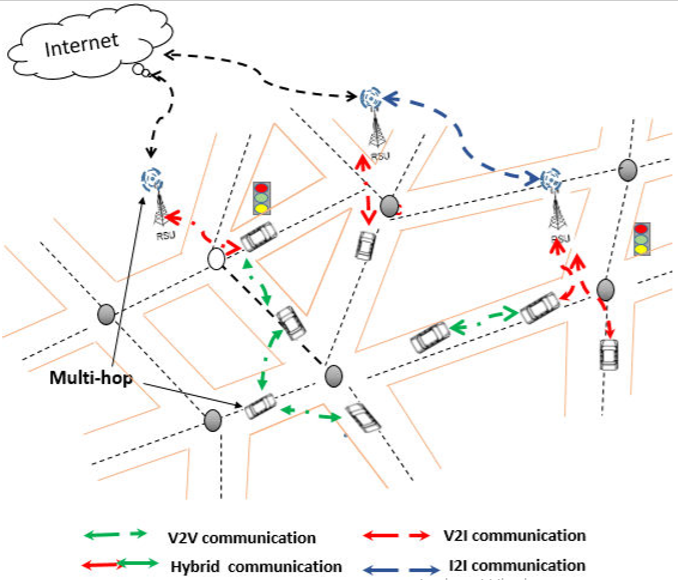 Internet
RSU
RSU
RSU
Multi-hop
V2V communication
V2I communication
Hybrid communication
I2I communication